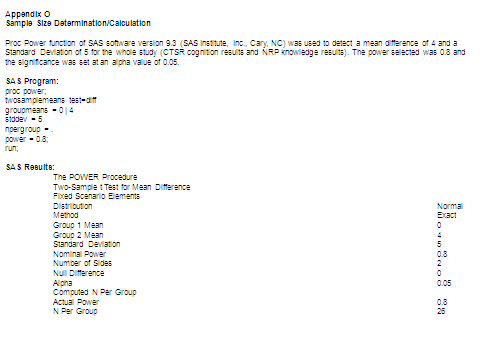 Appendix O
Sample Size Determination/Calculation
Proc Power function of SAS software version 9.3 (SAS Institute, Inc., Cary, NC) was used to detect a mean difference of 4 and a
Standard Deviation of 5 for the whole study (CTSR cognition results and NRP knowledge results). The power selected was 0.8 and
the significance was set at an alpha value of 0.05.
SAS Program:
proc power;
twosamplemeans test=diff
groupmeans = 0 | 4
stddev = 5
npergroup = .
power = 0.8;
run;
SAS Results:
The POWER Procedure
Two-Sample t Test for Mean Difference
Fixed Scenario Elements
Distribution Normal
Method Exact
Group 1 Mean 0
Group 2 Mean 4
Standard Deviation 5
Nominal Power 0.8
Number of Sides 2
Null Difference 0
Alpha 0.05
Computed N Per Group
Actual Power 0.8
N Per Group 26